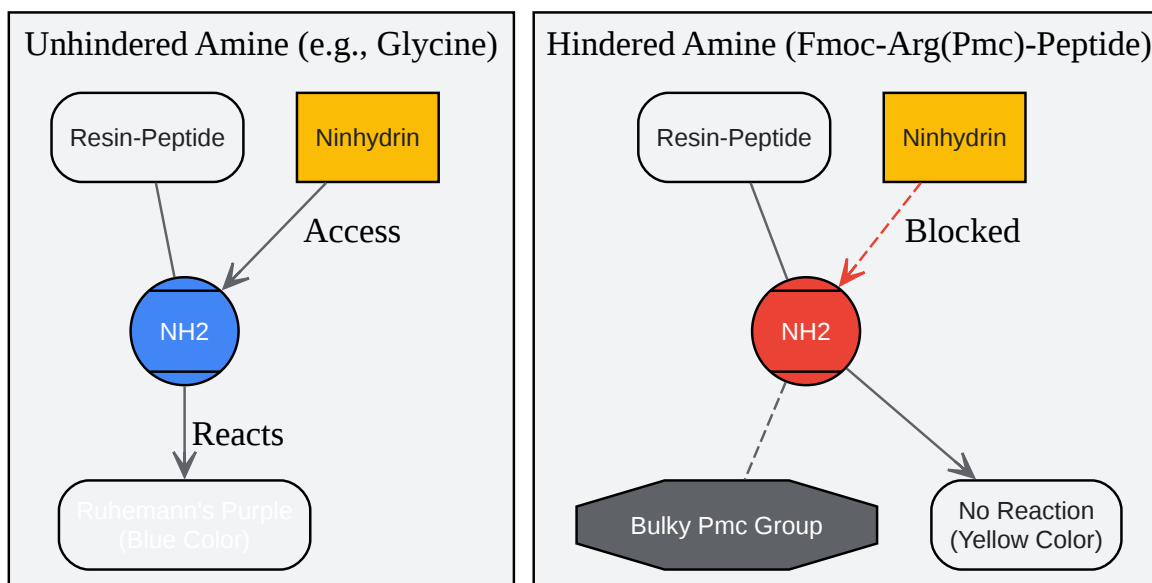 Unhindered Amine (e.g., Glycine)
Resin-Peptide
Ninhydrin
Access
NH2
Reacts
Ruhemann's Purple
(Blue Color)
Hindered Amine (Fmoc-Arg(Pmc)-Peptide)
Resin-Peptide
Ninhydrin
Blocked
NH2
Bulky Pmc Group
No Reaction
(Yellow Color)